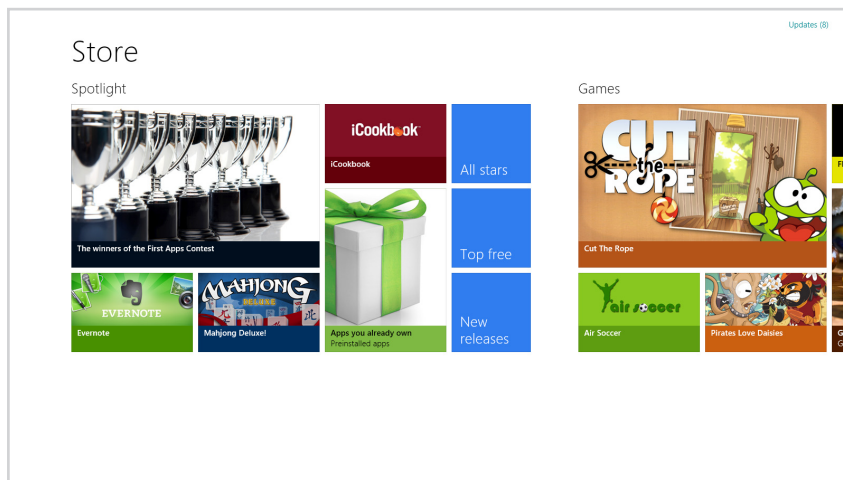 Updates (8)
Store
Spotlight
The winners of the First Apps Contest
iCookbook
iCookbook
All stars
Top free
New
releases
EVERNOTE
Evernote
MAHJONG
DELUXE
Mahjong Deluxe!
Apps you already own
Preinstalled apps
Games
CUT
the
ROPE
Cut The Rope
air soccer
Air Soccer
Pirates Love Daisies